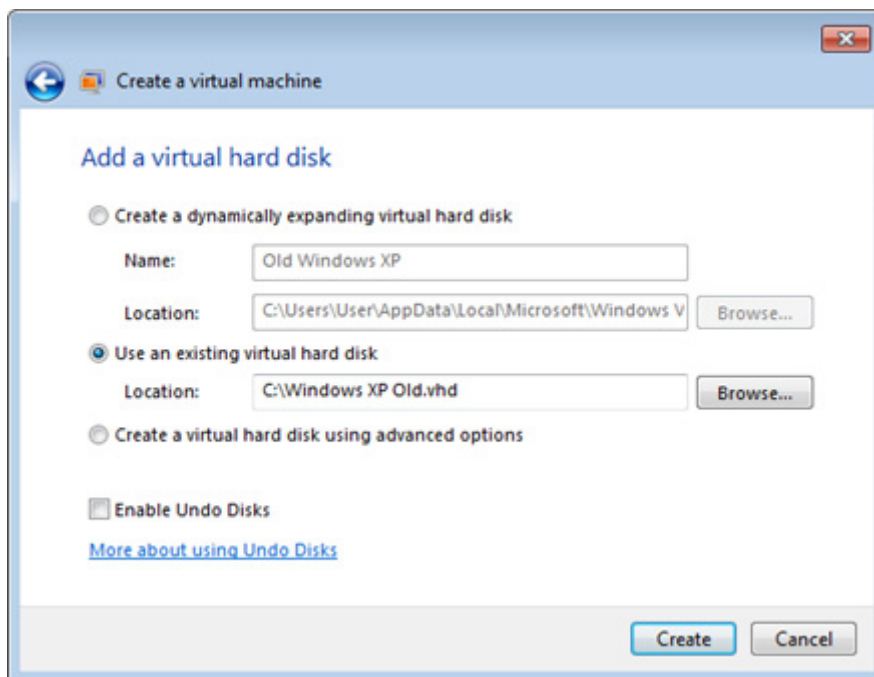 Create a virtual machine
Add a virtual hard disk
Create a dynamically expanding virtual hard disk
Name: Old Windows XP
Location: C:\Users\User\AppData\Local\Microsoft\Windows V Browse...
Use an existing virtual hard disk
Location: C:\Windows XP Old.vhd Browse...
Create a virtual hard disk using advanced options
Enable Undo Disks
More about using Undo Disks
Create Cancel